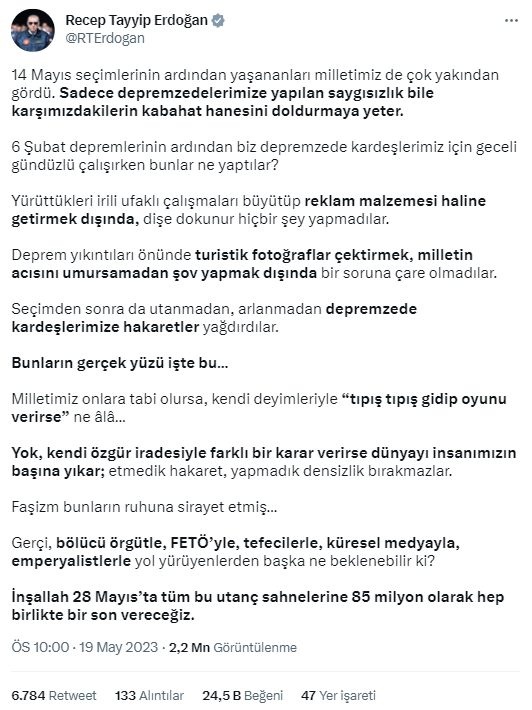 Recep Tayyip Erdoğan
@RTErdogan
14 Mayıs seçimlerinin ardından yaşananları milletimiz de çok yakından
gördü. Sadece depremzedelerimize yapılan saygısızlık bile
karşımızdakilerin kabahat hanesini doldurmaya yeter.
6 Şubat depremlerinin ardından biz depremzede kardeşlerimiz için geceli
gündüzlü çalışırken bunlar ne yaptılar?
Yürüttükleri irili ufaklı çalışmaları büyütüp reklam malzemesi haline
getirmek dışında, dişe dokunur hiçbir şey yapmadılar.
Deprem yıkıntıları önünde turistik fotoğraflar çektirmek, milletin
acısını umursamadan şov yapmak dışında bir soruna çare olmadılar.
Seçimden sonra da utanmadan, arlanmadan depremzede
kardeşlerimize hakaretler yağdırdılar.
Bunların gerçek yüzü işte bu...
Milletimiz onlara tabi olursa, kendi deyimleriyle “tıpış tıpış gidip oyunu
verirse” ne âlâ...
Yok, kendi özgür iradesiyle farklı bir karar verirse dünyayı insanımızın
başına yıkar; etmedik hakaret, yapmadık densizlik bırakmazlar.
Faşizm bunların ruhuna sirayet etmiş...
Gerçi, bölücü örgütle, FETÖ’yle, tefecilerle, küresel medyayla,
emperyalistlerle yol yürüyenlerden başka ne beklenebilir ki?
İnşallah 28 Mayıs’ta tüm bu utanç sahnelerine 85 milyon olarak hep
birlikte bir son vereceğiz.
ÖS 10:00 · 19 May 2023 · 2,2 Mn Görüntülenme
6.784 Retweet 133 Alıntılar 24,5 B Beğeni 47 Yer işareti